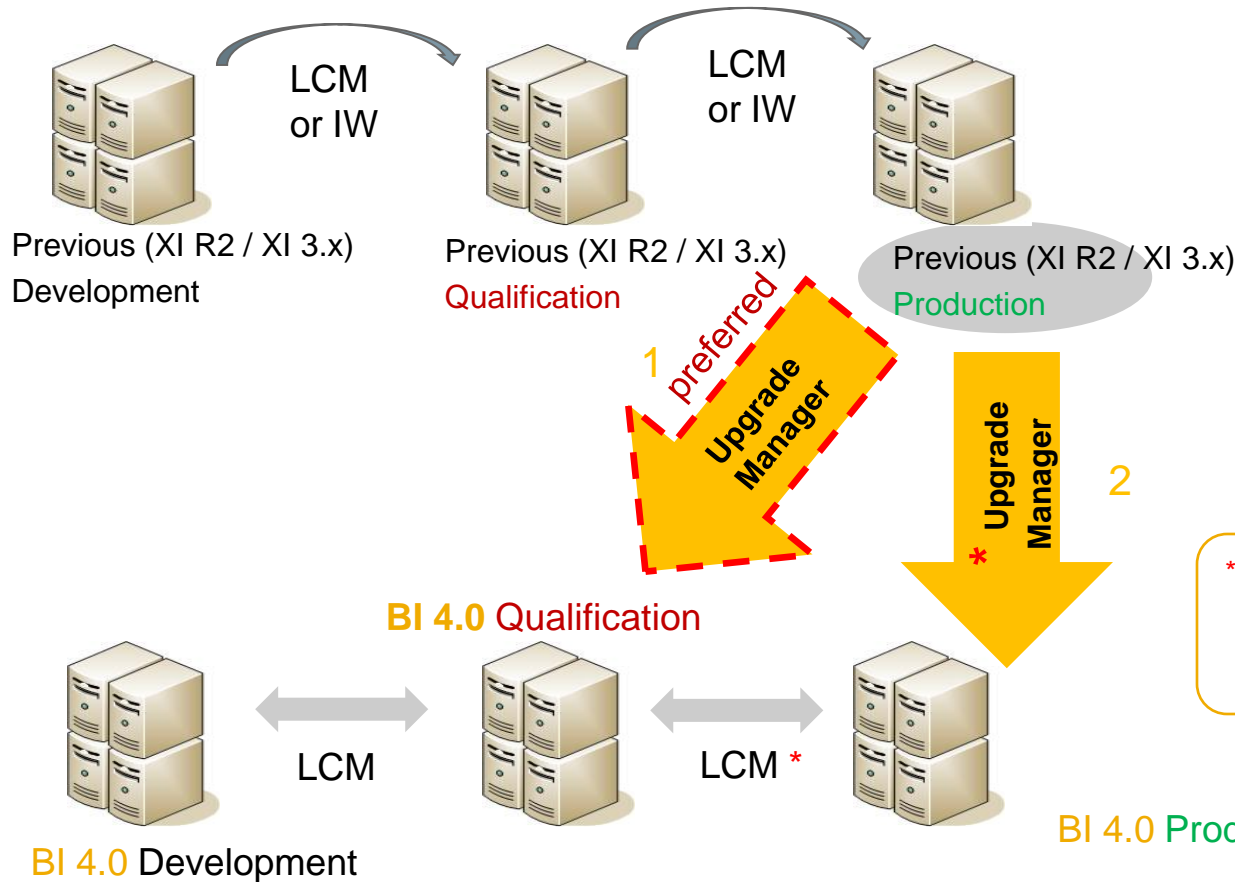 LCM
or IW
LCM
or IW
Previous (XI R2 / XI 3.x)
Development
Previous (XI R2 / XI 3.x)
Qualification
Previous (XI R2 / XI 3.x)
Production
1
preferred
Upgrade
Manager
* Upgrade
Manager
2
*
BI 4.0 Qualification
LCM
LCM *
BI 4.0 Development
BI 4.0